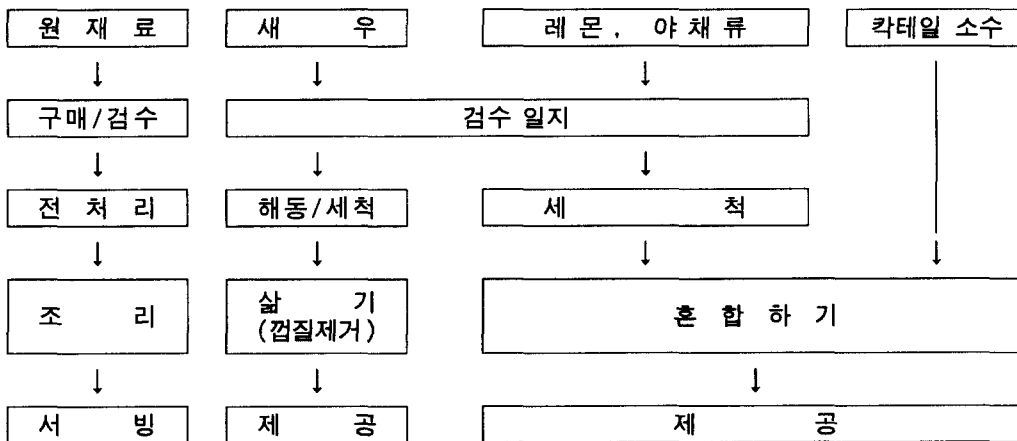 원 재 료 새 우 레 몬 , 야 채 류 칵테일 소수
구매/검수 검수 일지
전 처 리 해동/세척 세 척
조 리 삶 기 혼 합 하 기
(껍질제거)
서 빙 제 공 제 공